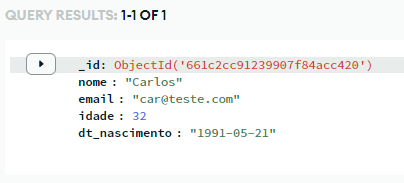 QUERY RESULTS: 1-1 OF 1
_id: ObjectId('661c2cc91239907f84acc420')
nome : "Carlos"
email : "car@teste.com"
idade : 32
dt_nascimento : "1991-05-21"